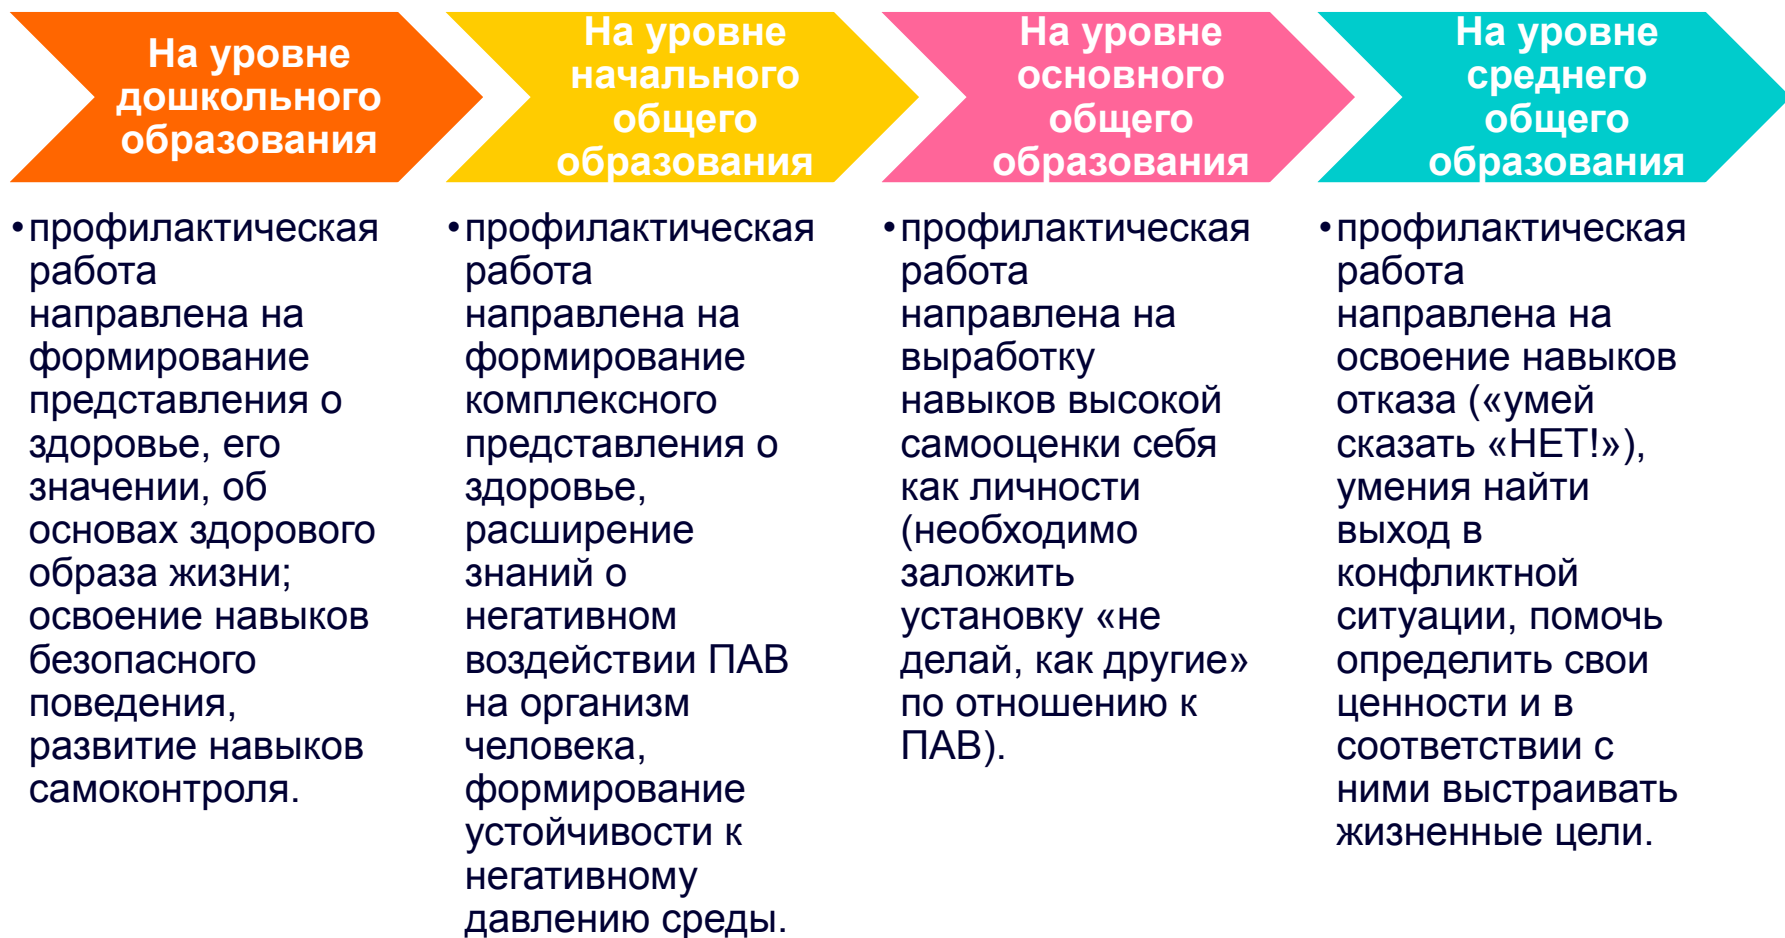 На уровне
дошкольного
образования
•профилактическая
работа
направлена на
формирование
представления о
здоровье, его
значении, об
основах здорового
образа жизни;
освоение навыков
безопасного
поведения,
развитие навыков
самоконтроля.
На уровне
начального
общего
образования
•профилактическая
работа
направлена на
формирование
комплексного
представления о
здоровье,
расширение
знаний о
негативном
воздействии ПАВ
на организм
человека,
формирование
устойчивости к
негативному
давлению среды.
На уровне
основного
общего
образования
•профилактическая
работа
направлена на
выработку
навыков высокой
самооценки себя
как личности
(необходимо
заложить
установку «не
делай, как другие»
по отношению к
ПАВ).
На уровне
среднего
общего
образования
•профилактическая
работа
направлена на
освоение навыков
отказа («умей
сказать «НЕТ!»),
умения найти
выход в
конфликтной
ситуации, помочь
определить свои
ценности и в
соответствии с
ними выстраивать
жизненные цели.